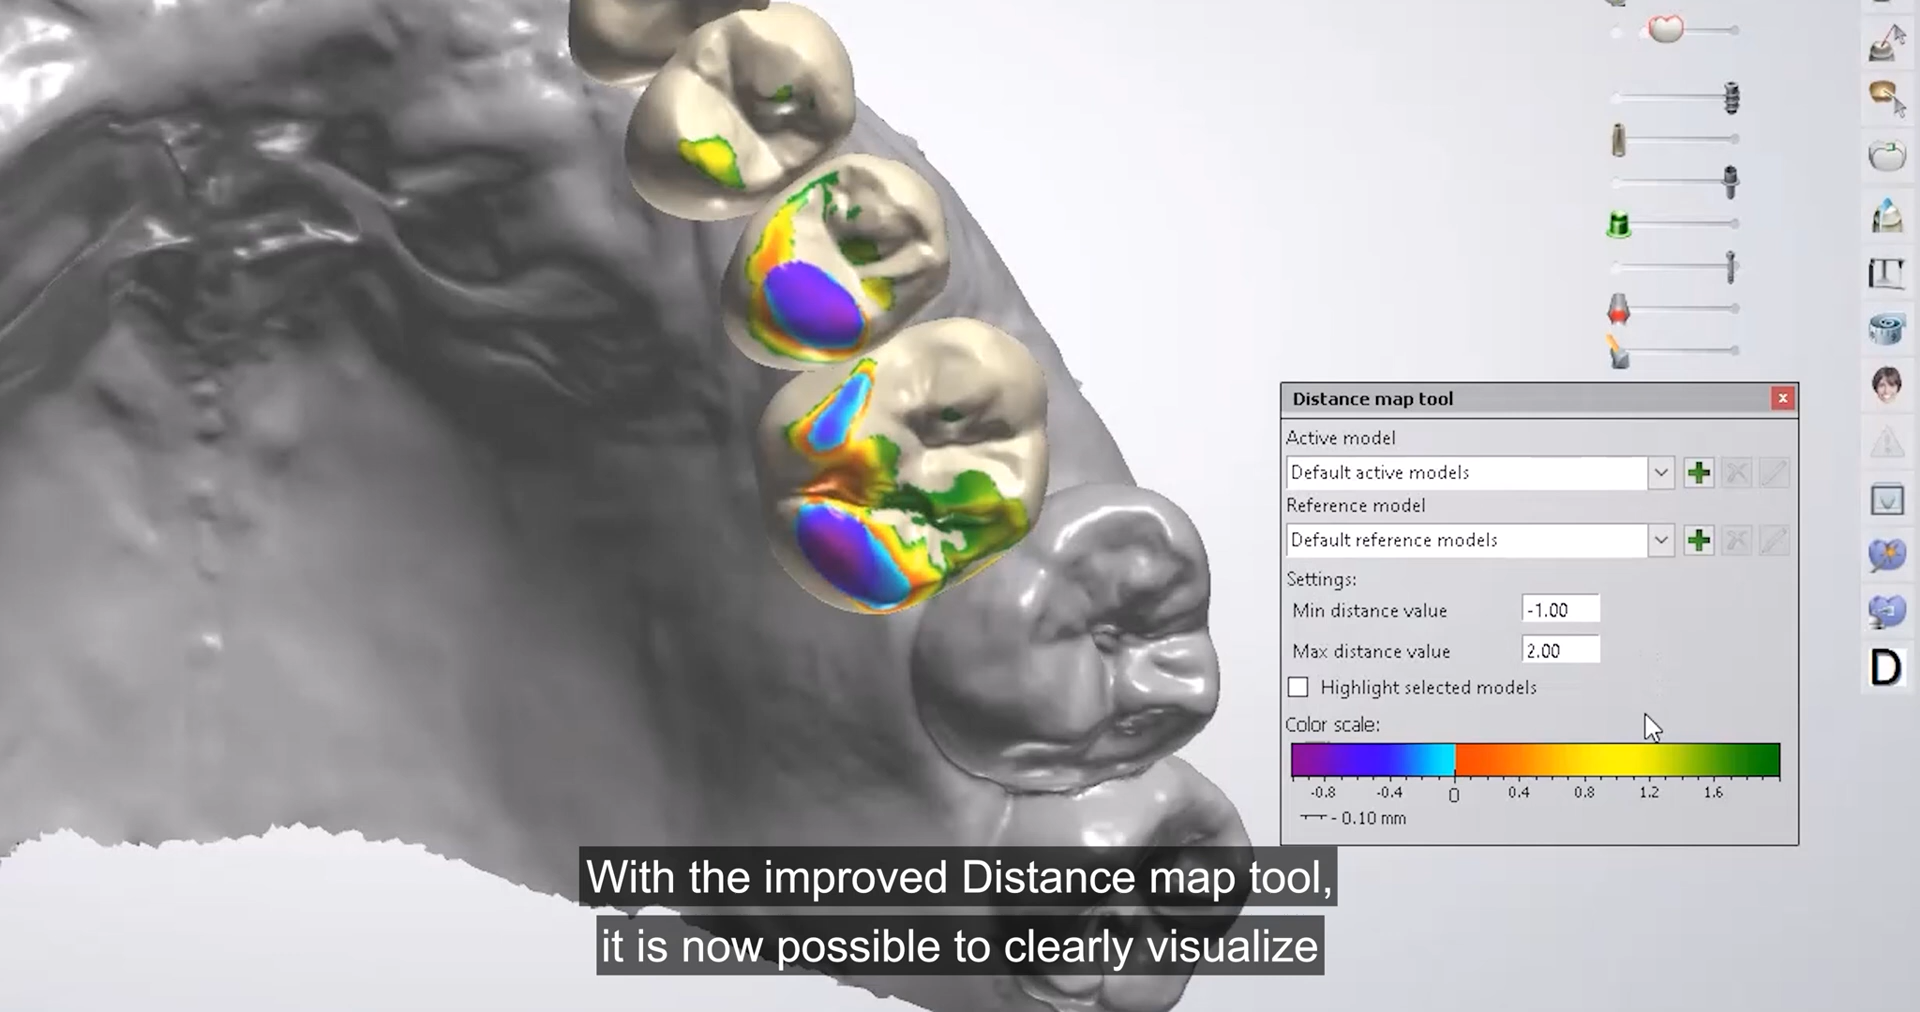 Distance map tool
x
Active model
Default active models
Reference model
Default reference models
Settings:
Min distance value -1.00
Max distance value 2.00
Highlight selected models
Color scale:
-0.8 -0.4 0 0.4 0.8 1.2 1.6
- 0.10 mm
D
With the improved Distance map tool,
it is now possible to clearly visualize